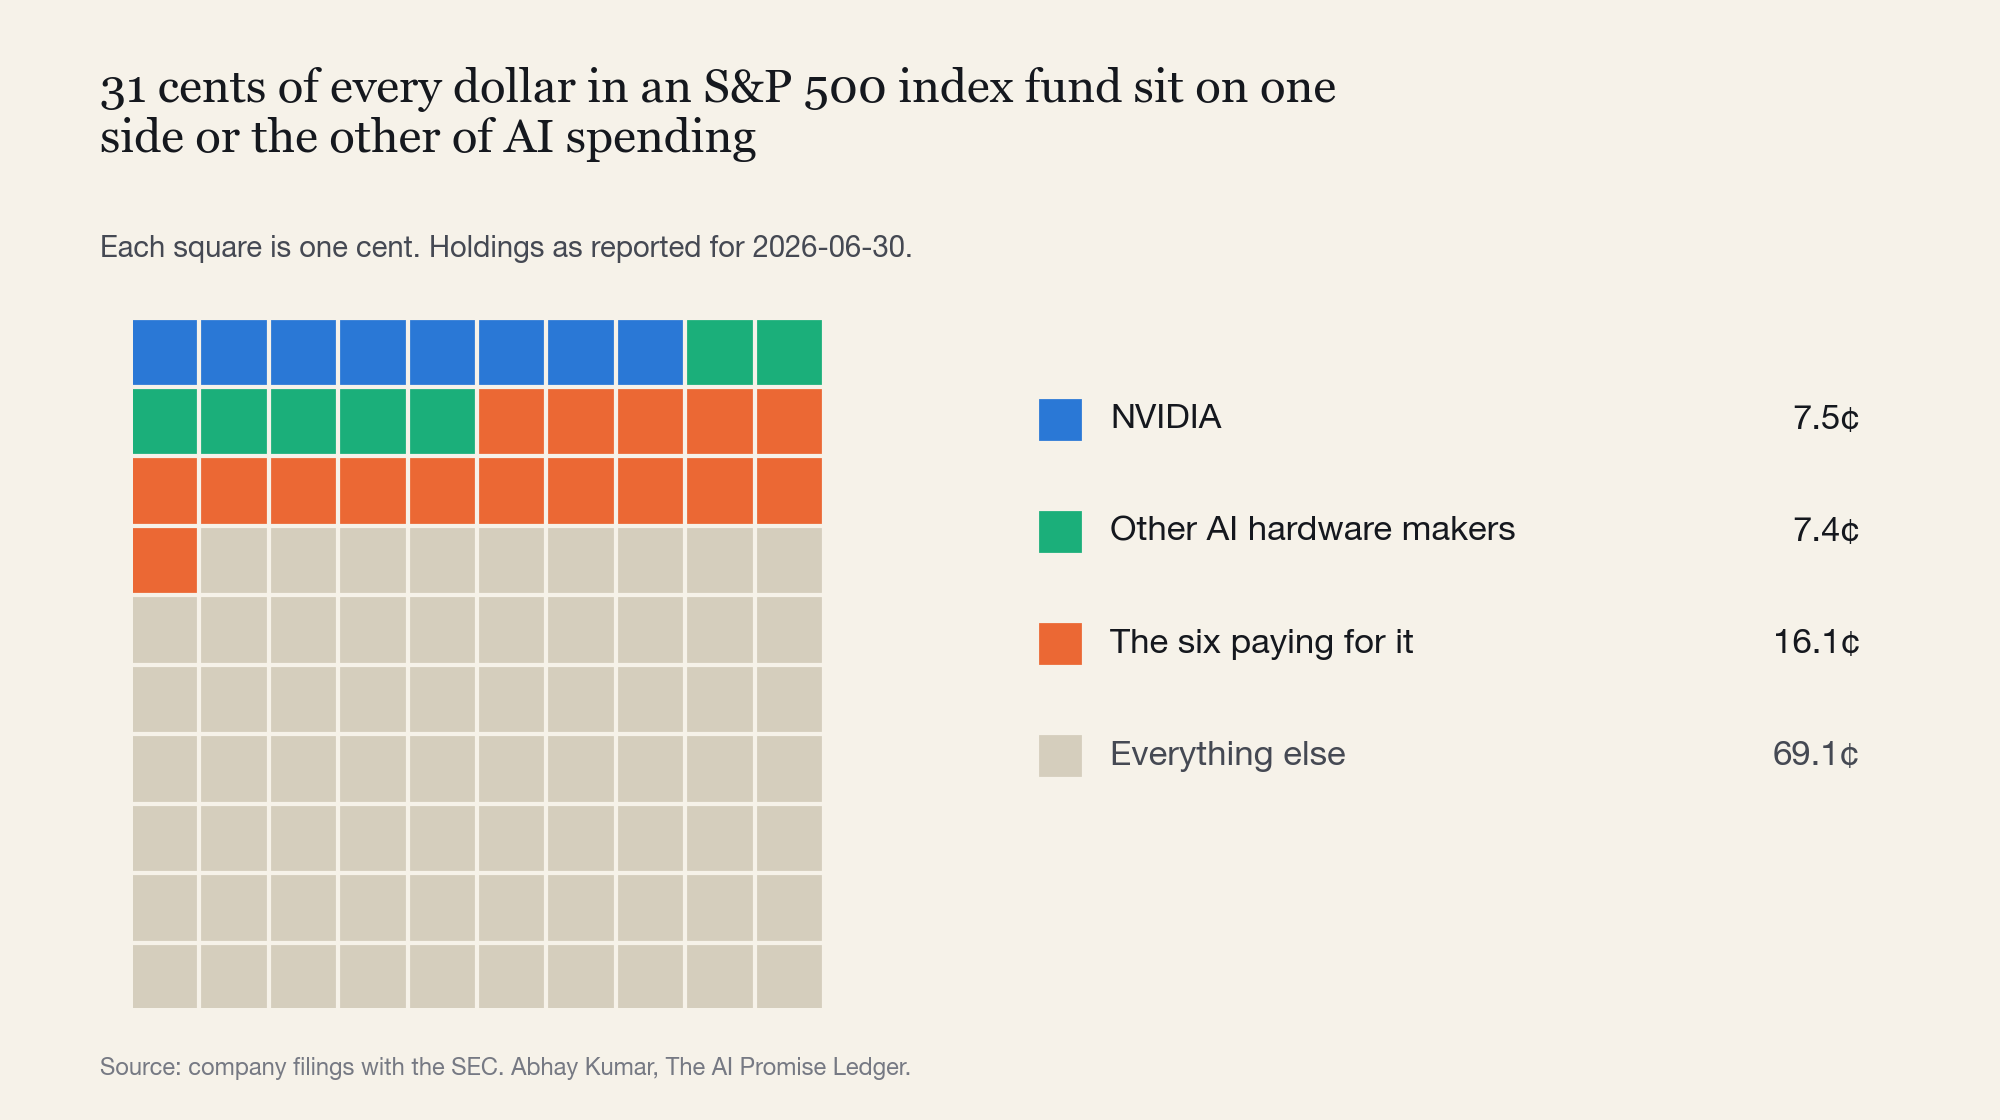 31 cents of every dollar in an S&P 500 index fund sit on one
side or the other of AI spending
Each square is one cent. Holdings as reported for 2026-06-30.
NVIDIA 7.5¢
Other AI hardware makers 7.4¢
The six paying for it 16.1¢
Everything else 69.1¢
Source: company filings with the SEC. Abhay Kumar, The AI Promise Ledger.